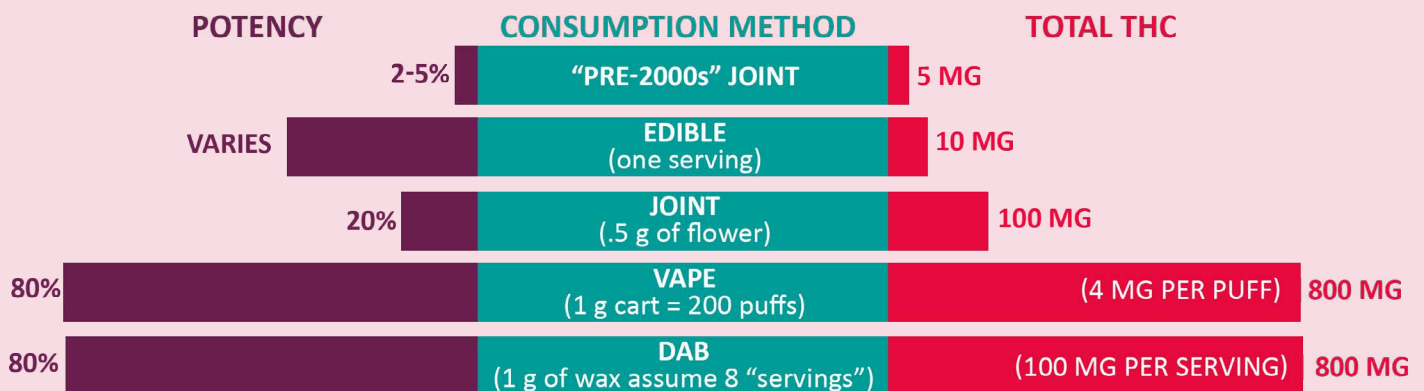 POTENCY CONSUMPTION METHOD TOTAL THC
2-5% “PRE-2000s” JOINT 5 MG
VARIES EDIBLE 10 MG
(one serving)
20% JOINT 100 MG
(.5 g of flower)
80% VAPE (4 MG PER PUFF) 800 MG
(1 g cart = 200 puffs)
80% DAB (100 MG PER SERVING) 800 MG
(1 g of wax assume 8 “servings”)